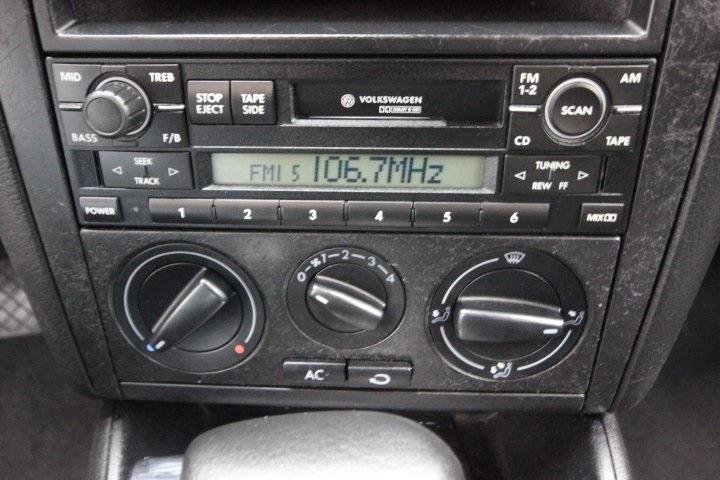 MID TREB
BASS F/B
STOP EJECT
TAPE SIDE
VOLKSWAGEN
DOLBY B NR
FM 1-2 AM
SCAN
CD TAPE
SEEK
TRACK
FM1 5 106.7MHz
TUNING
REW FF
POWER 1 2 3 4 5 6 MIX
0 1 2 3 4
AC